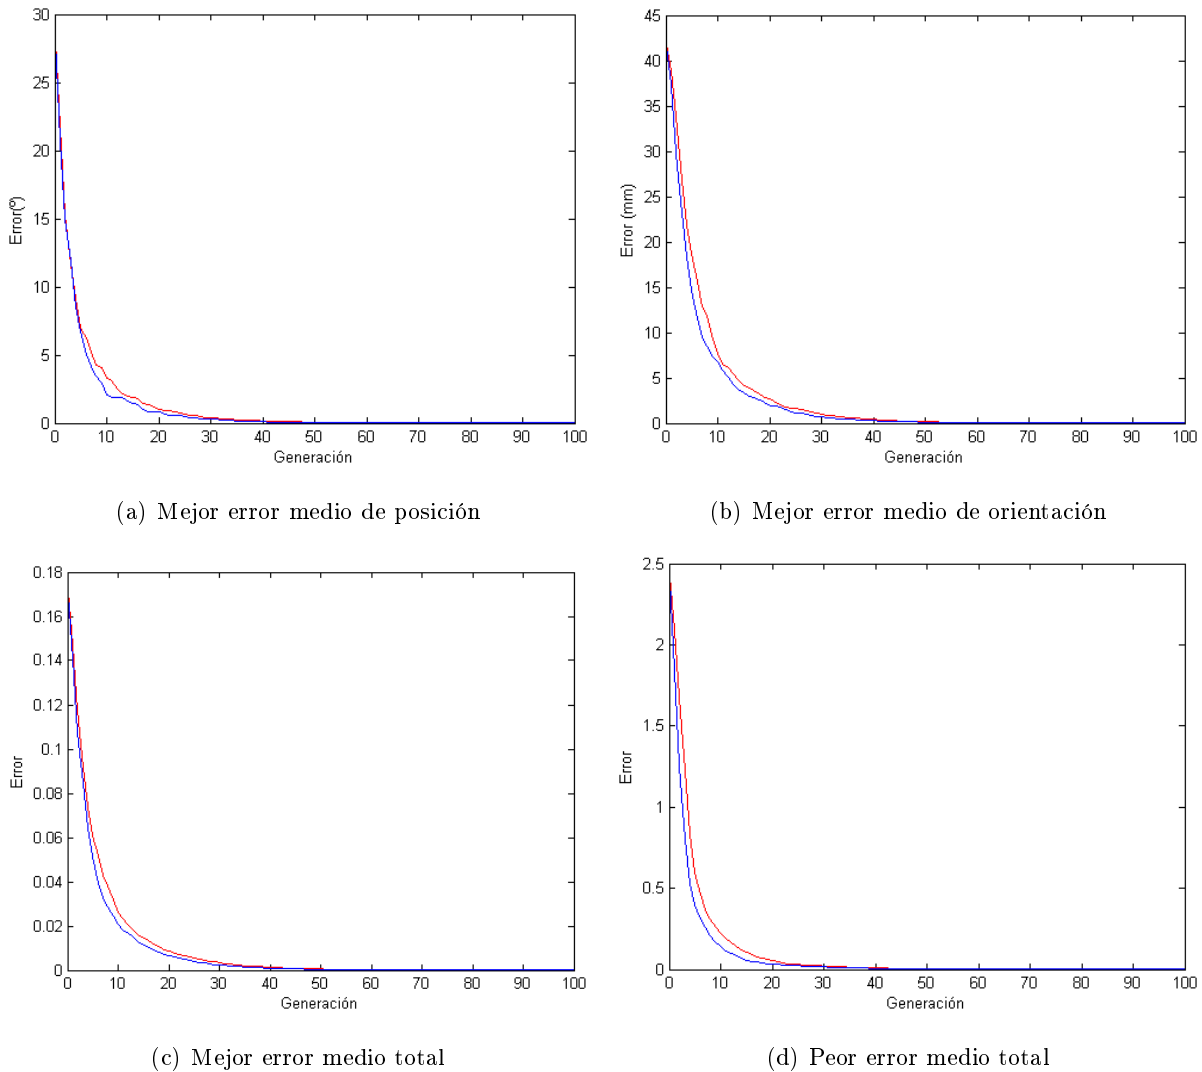 30
25
20
15
10
5
0
Error(º)
0 10 20 30 40 50 60 70 80 90 100
Generación
(a) Mejor error medio de posición
45
40
35
30
25
20
15
10
5
0
Error (mm)
0 10 20 30 40 50 60 70 80 90 100
Generación
(b) Mejor error medio de orientación
0.18
0.16
0.14
0.12
0.1
0.08
0.06
0.04
0.02
0
Error
0 10 20 30 40 50 60 70 80 90 100
Generación
(c) Mejor error medio total
2.5
2
1.5
1
0.5
0
Error
0 10 20 30 40 50 60 70 80 90 100
Generación
(d) Peor error medio total